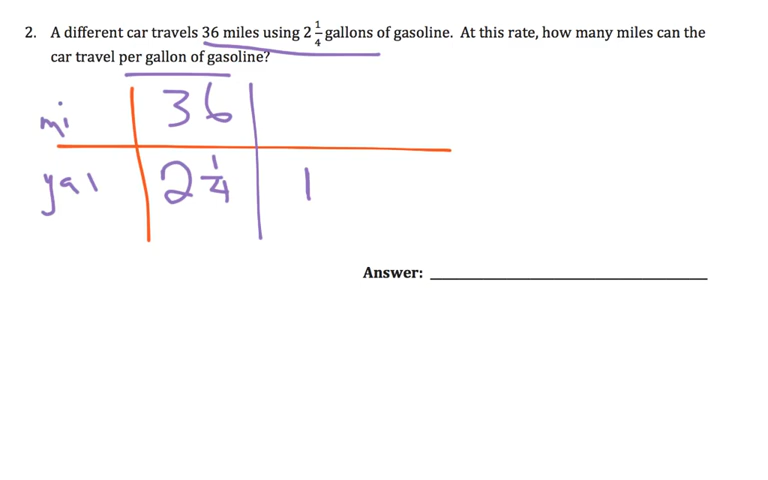 2. A different car travels 36 miles using 2 1/4 gallons of gasoline. At this rate, how many miles can the
car travel per gallon of gasoline?
mi 36
gal 2 1/4 1
Answer: